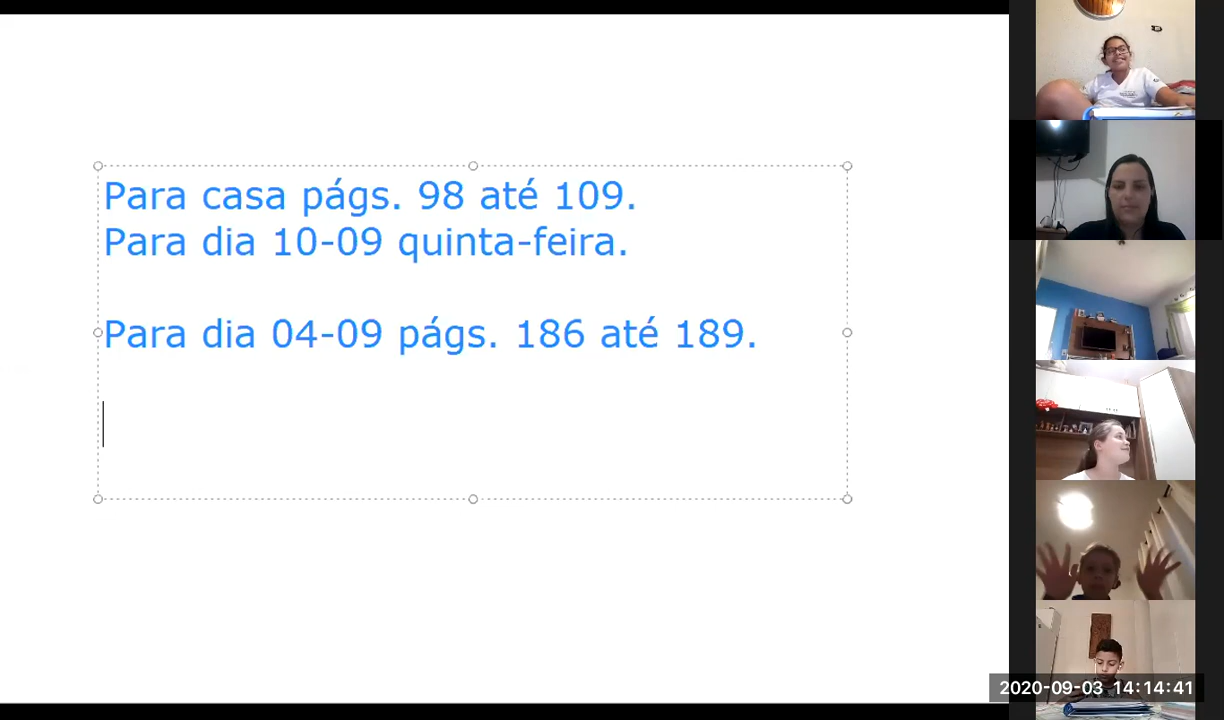 Para casa págs. 98 até 109.
Para dia 10-09 quinta-feira.
Para dia 04-09 págs. 186 até 189.
2020-09-03 14:14:41